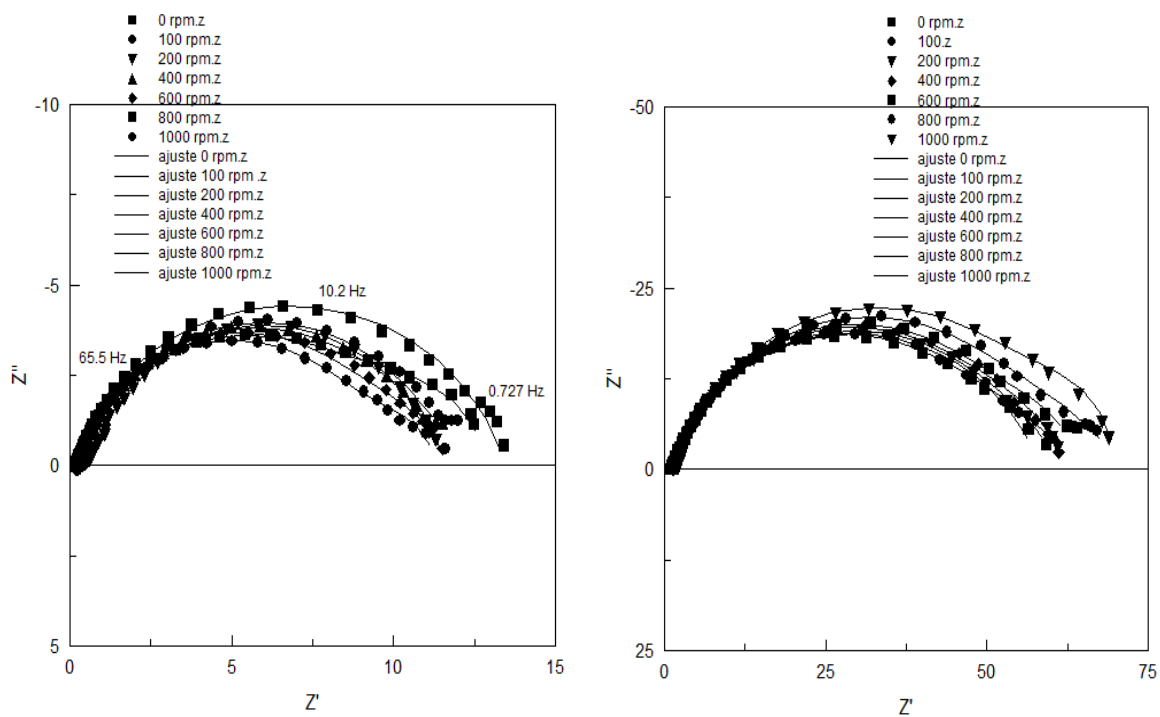 0 rpm.z
100 rpm.z
200 rpm.z
400 rpm.z
600 rpm.z
800 rpm.z
1000 rpm.z
ajuste 0 rpm.z
ajuste 100 rpm .z
ajuste 200 rpm.z
ajuste 400 rpm.z
ajuste 600 rpm.z
ajuste 800 rpm.z
ajuste 1000 rpm.z
-10
-5
0
5
Z''
10.2 Hz
65.5 Hz
0.727 Hz
0 5 10 15
Z'
0 rpm.z
100.z
200 rpm.z
400 rpm.z
600 rpm.z
800 rpm.z
1000 rpm.z
ajuste 0 rpm.z
ajuste 100 rpm.z
ajuste 200 rpm.z
ajuste 400 rpm.z
ajuste 600 rpm.z
ajuste 800 rpm.z
ajuste 1000 rpm.z
-50
-25
0
25
Z''
0 25 50 75
Z'